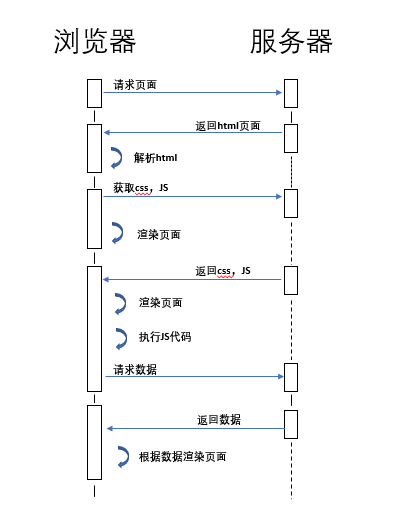 浏览器
服务器
请求页面
返回html页面
解析html
获取css，JS
渲染页面
返回css，JS
渲染页面
执行JS代码
请求数据
返回数据
根据数据渲染页面